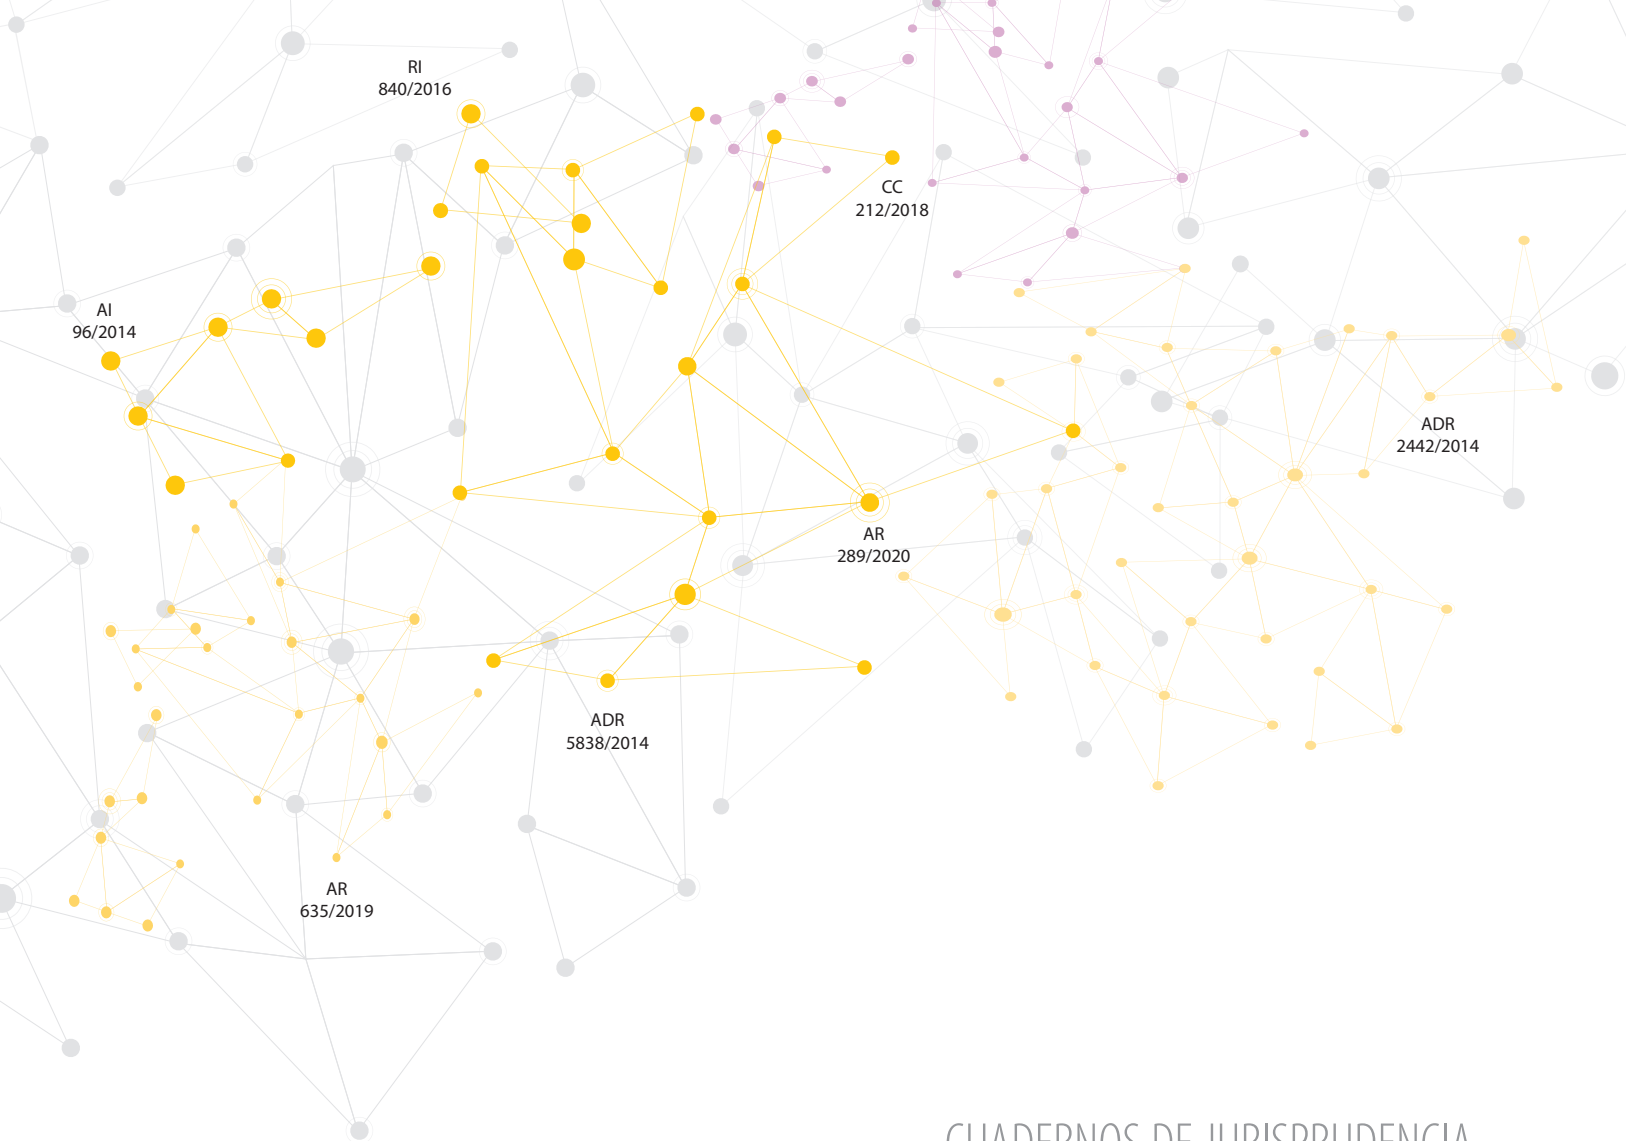 RI
840/2016
CC
212/2018
AI
96/2014
ADR
2442/2014
AR
289/2020
ADR
5838/2014
AR
635/2019
CUADERNOS DE JURISPRUDENCIA